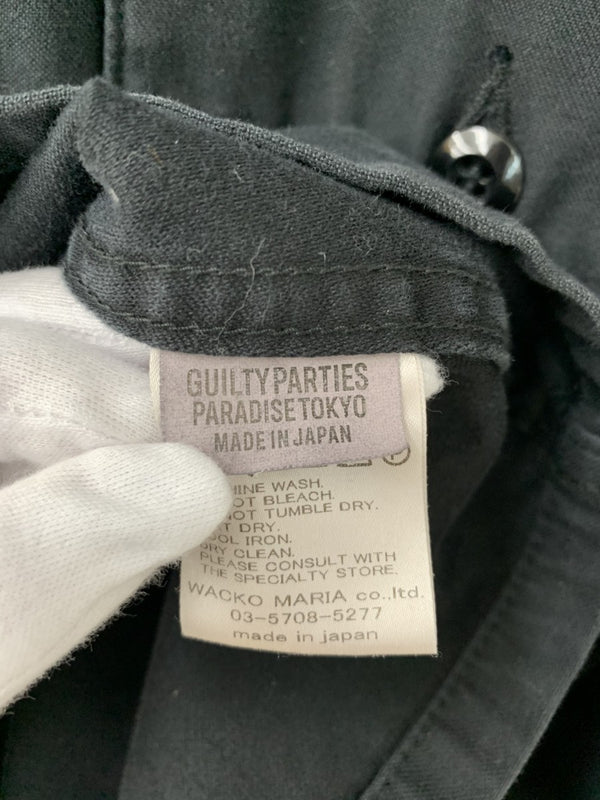 GUILTYPARTIES
PARADISETOKYO
MADE IN JAPAN
WASH.
BLEACH.
TUMBLE DRY.
DRY.
IRON.
DRY CLEAN.
PLEASE CONSULT WITH
THE SPECIALTY STORE.
WACKO MARIA co.,ltd.
03-5708-5277
made in japan